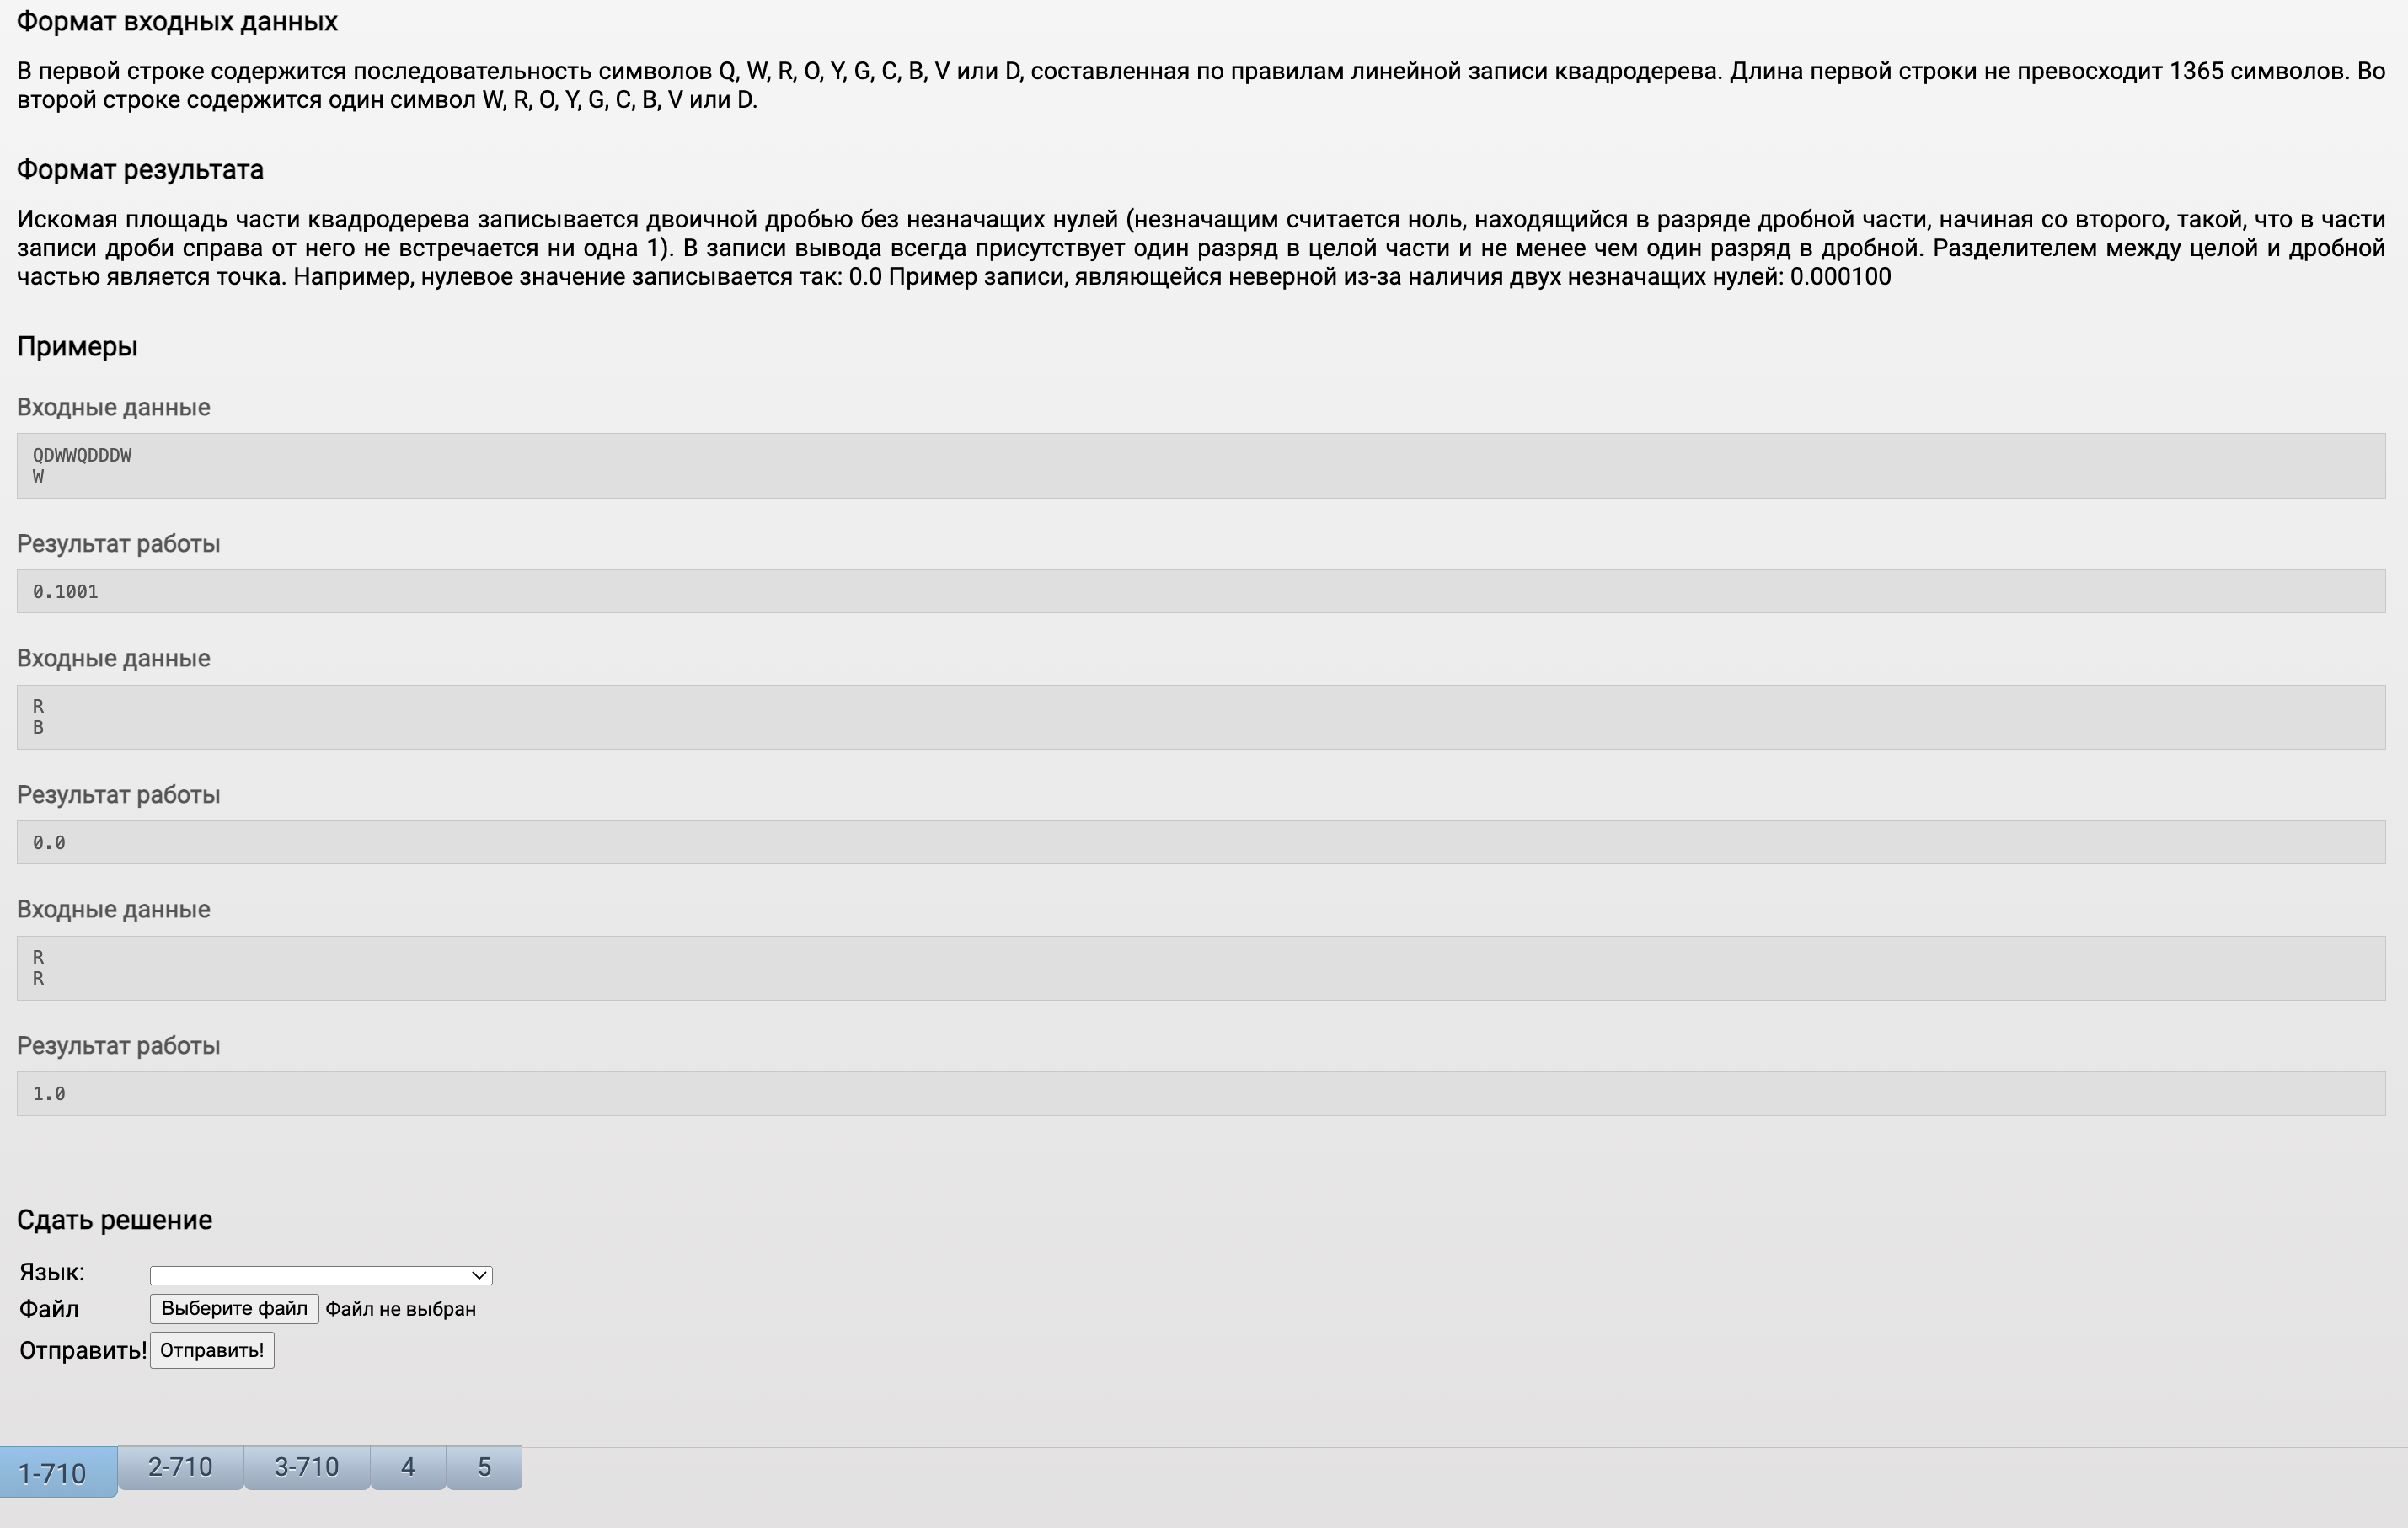 Формат входных данных
В первой строке содержится последовательность символов Q, W, R, O, Y, G, C, B, V или D, составленная по правилам линейной записи квадродерева. Длина первой строки не превосходит 1365 символов. Во
второй строке содержится один символ W, R, O, Y, G, C, B, V или D.
Формат результата
Искомая площадь части квадродерева записывается двоичной дробью без незначащих нулей (незначащим считается ноль, находящийся в разряде дробной части, начиная со второго, такой, что в части
записи дроби справа от него не встречается ни одна 1). В записи вывода всегда присутствует один разряд в целой части и не менее чем один разряд в дробной. Разделителем между целой и дробной
частью является точка. Например, нулевое значение записывается так: 0.0 Пример записи, являющейся неверной из-за наличия двух незначащих нулей: 0.000100
Примеры
Входные данные
QDWWQDDDW
W
Результат работы
0.1001
Входные данные
R
B
Результат работы
0.0
Входные данные
R
R
Результат работы
1.0
Сдать решение
Язык:
Файл Выберите файл Файл не выбран
Отправить! Отправить!
1-710 2-710 3-710 4 5